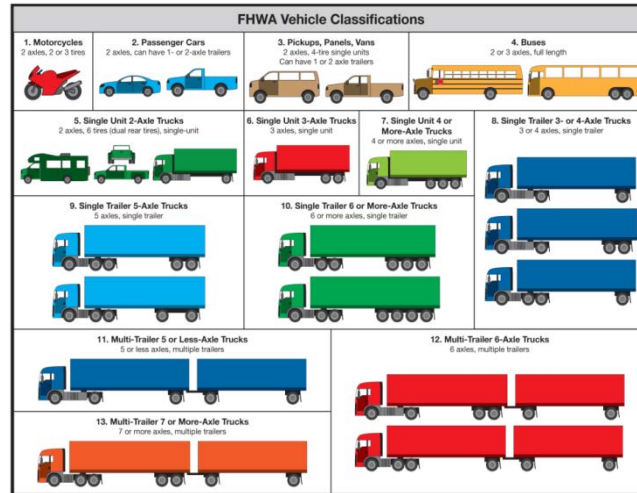 FHWA Vehicle Classifications
1. Motorcycles
2 axles, 2 or 3 tires
2. Passenger Cars
2 axles, can have 1- or 2-axle trailers
3. Pickups, Panels, Vans
2 axles, 4-tire single units
Can have 1 or 2 axle trailers
4. Buses
2 or 3 axles, full length
5. Single Unit 2-Axle Trucks
2 axles, 6 tires (dual rear tires), single-unit
6. Single Unit 3-Axle Trucks
3 axles, single unit
7. Single Unit 4 or
More-Axle Trucks
4 or more axles, single unit
8. Single Trailer 3- or 4-Axle Trucks
3 or 4 axles, single trailer
9. Single Trailer 5-Axle Trucks
5 axles, single trailer
10. Single Trailer 6 or More-Axle Trucks
6 or more axles, single trailer
11. Multi-Trailer 5 or Less-Axle Trucks
5 or less axles, multiple trailers
12. Multi-Trailer 6-Axle Trucks
6 axles, multiple trailers
13. Multi-Trailer 7 or More-Axle Trucks
7 or more axles, multiple trailers